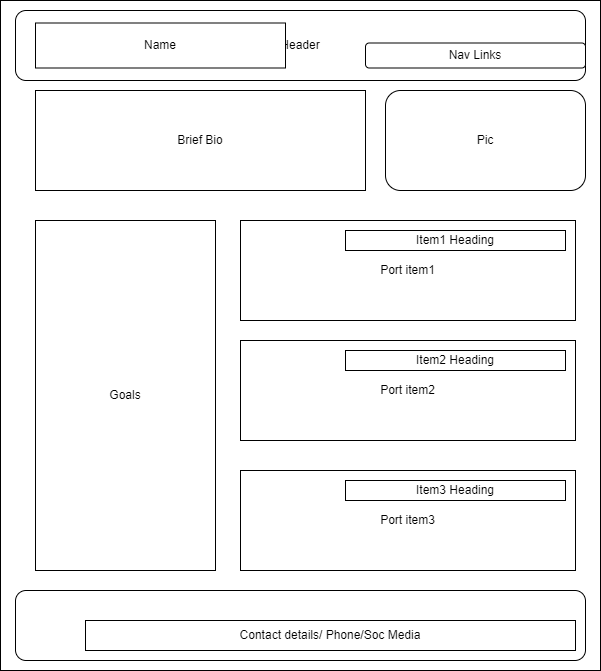 Name
Header
Nav Links
Brief Bio
Pic
Goals
Item1 Heading
Port item1
Item2 Heading
Port item2
Item3 Heading
Port item3
Contact details/ Phone/Soc Media